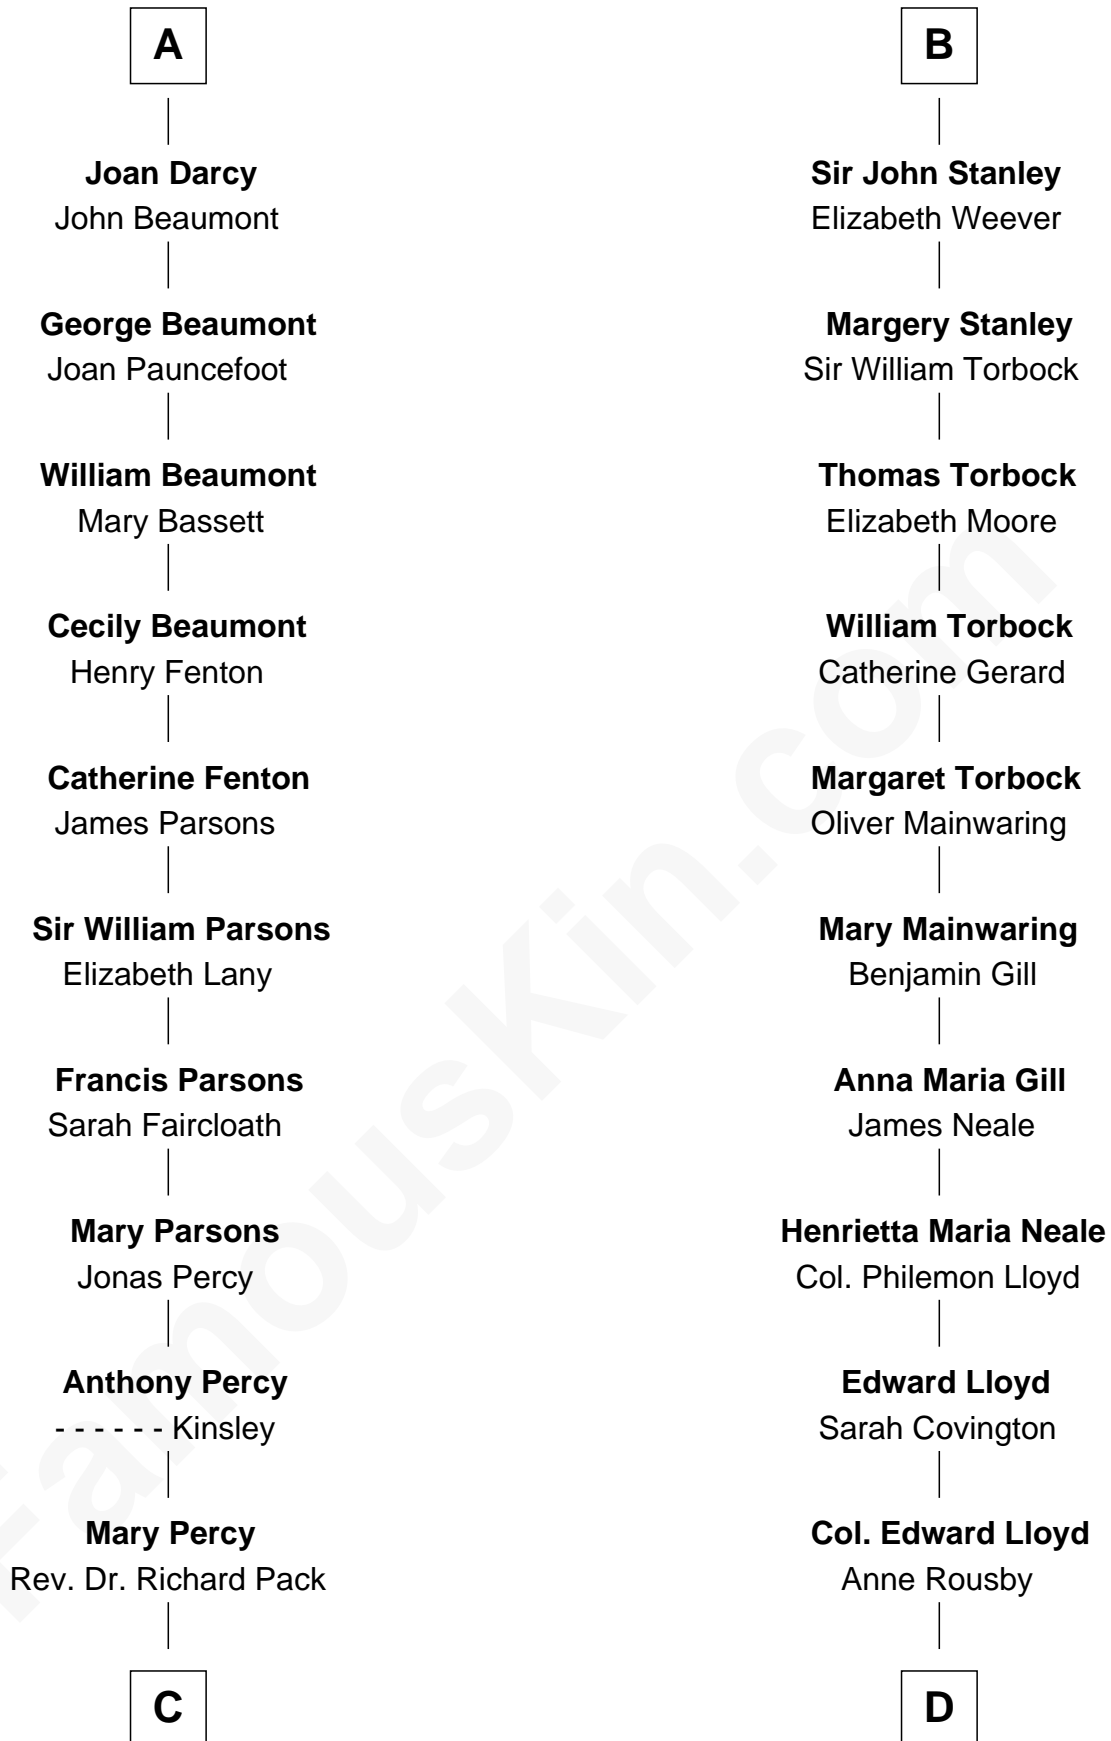 A
Joan Darcy
John Beaumont
George Beaumont
Joan Pauncefoot
William Beaumont
Mary Bassett
Cecily Beaumont
Henry Fenton
Catherine Fenton
James Parsons
Sir William Parsons
Elizabeth Lany
Francis Parsons
Sarah Faircloath
Mary Parsons
Jonas Percy
Anthony Percy
- - - - - - Kinsley
Mary Percy
Rev. Dr. Richard Pack
C
B
Sir John Stanley
Elizabeth Weever
Margery Stanley
Sir William Torbock
Thomas Torbock
Elizabeth Moore
William Torbock
Catherine Gerard
Margaret Torbock
Oliver Mainwaring
Mary Mainwaring
Benjamin Gill
Anna Maria Gill
James Neale
Henrietta Maria Neale
Col. Philemon Lloyd
Edward Lloyd
Sarah Covington
Col. Edward Lloyd
Anne Rousby
D
FamousKin.com